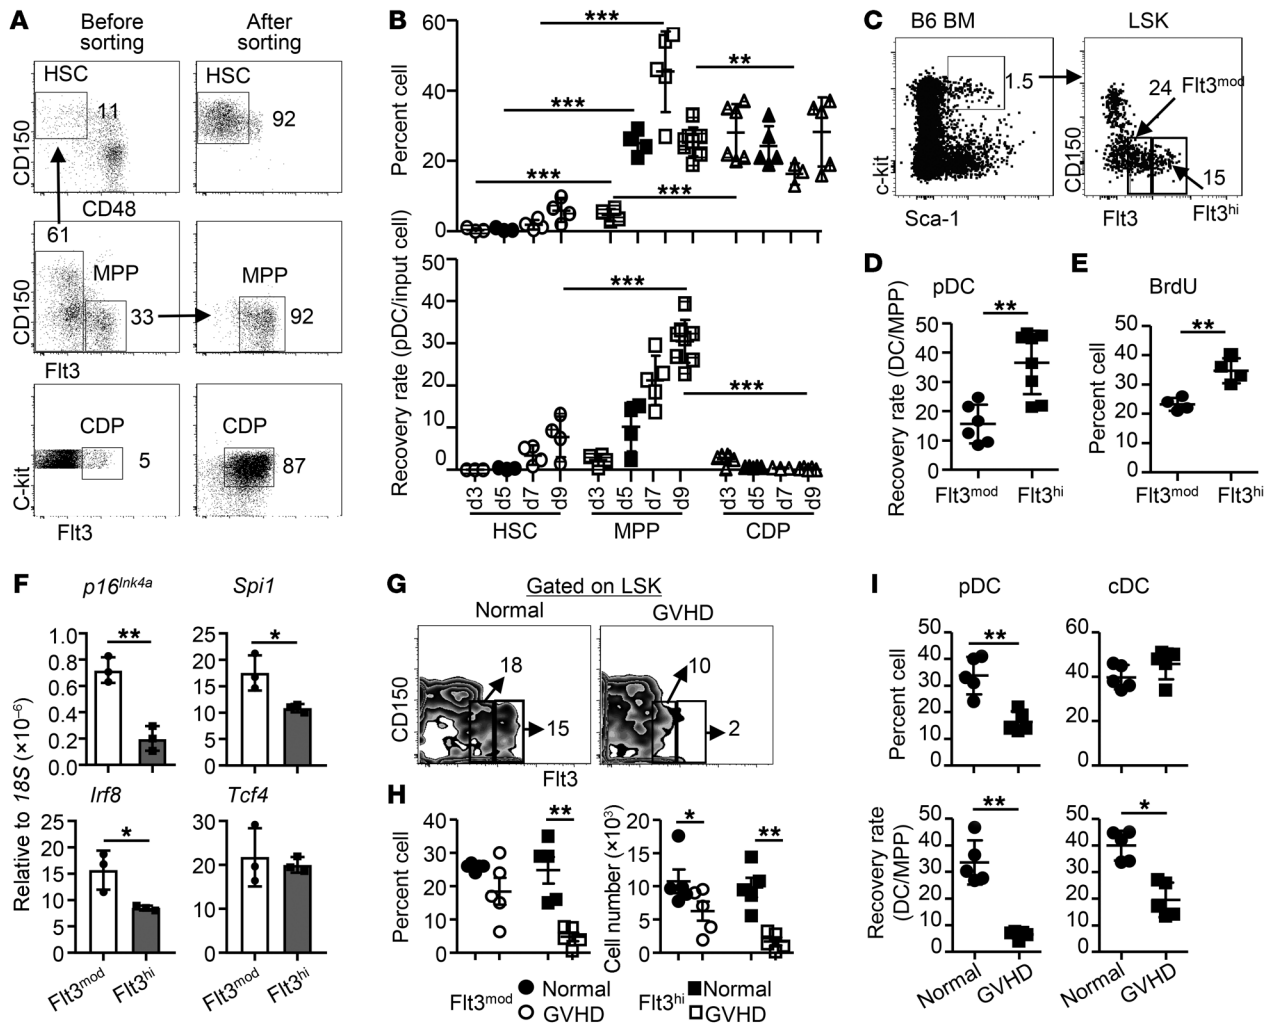 A
Before sorting
After sorting
HSC
11
CD150
CD48
HSC
92
61
MPP
33
CD150
Flt3
MPP
92
CDP
5
C-kit
Flt3
CDP
87
B
Percent cell
60
40
20
0
***
***
***
***
**
Recovery rate (pDC/input cell)
50
40
30
20
10
0
***
***
d3
d5
d7
d9
d3
d5
d7
d9
d3
d5
d7
d9
HSC
MPP
CDP
C
B6 BM
LSK
1.5
c-kit
Sca-1
24
Flt3mod
15
CD150
Flt3
Flt3hi
D
pDC
Recovery rate (DC/MPP)
50
40
30
20
10
0
**
Flt3mod
Flt3hi
E
BrdU
Percent cell
50
40
30
20
10
0
**
Flt3mod
Flt3hi
F
Relative to 18S (×10⁻⁶)
p16Ink4a
1.0
0.8
0.6
0.4
0.2
0.0
**
Spi1
25
20
15
10
5
0
*
Irf8
25
20
15
10
5
0
*
Flt3mod
Flt3hi
Tcf4
30
20
10
0
Flt3mod
Flt3hi
G
Gated on LSK
Normal
GVHD
18
15
10
2
CD150
Flt3
H
Percent cell
40
30
20
10
0
**
Cell number (×10³)
20
15
10
5
0
*
**
Flt3mod
Normal
GVHD
Flt3hi
Normal
GVHD
I
pDC
cDC
Percent cell
50
40
30
20
10
0
**
60
40
20
0
Recovery rate (DC/MPP)
50
40
30
20
10
0
**
Normal
GVHD
50
40
30
20
10
0
*
Normal
GVHD